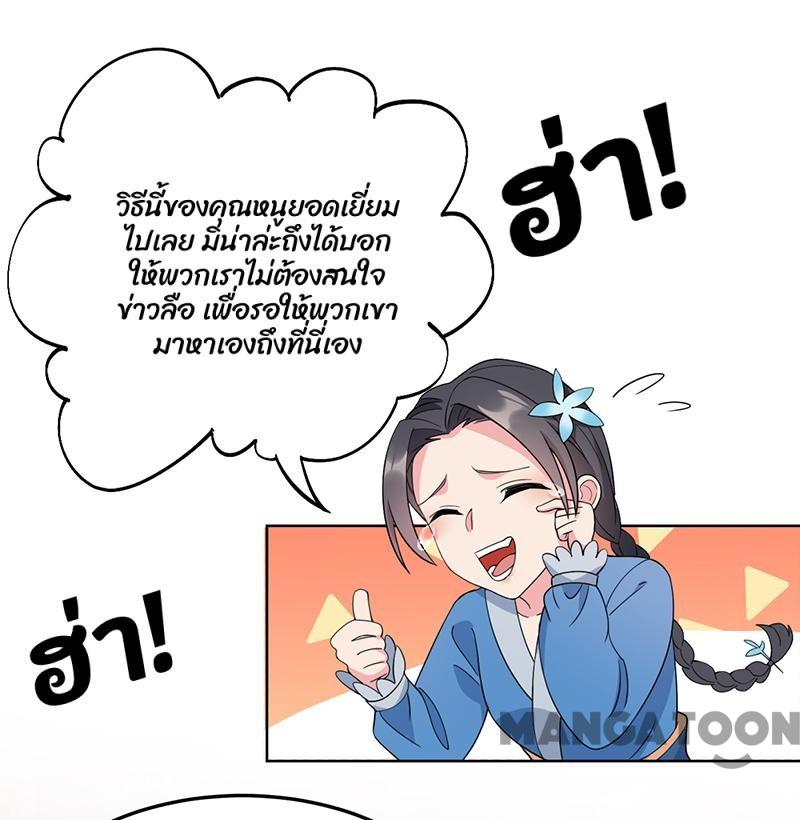 ฮ่า!
วิธีนี้ของคุณหนูยอดเยี่ยม
ไปเลย มิน่าล่ะถึงได้บอก
ให้พวกเราไม่ต้องสนใจ
ข่าวลือ เพื่อรอให้พวกเขา
มาหาเองถึงที่นี่เอง
ฮ่า!
MANGATOON